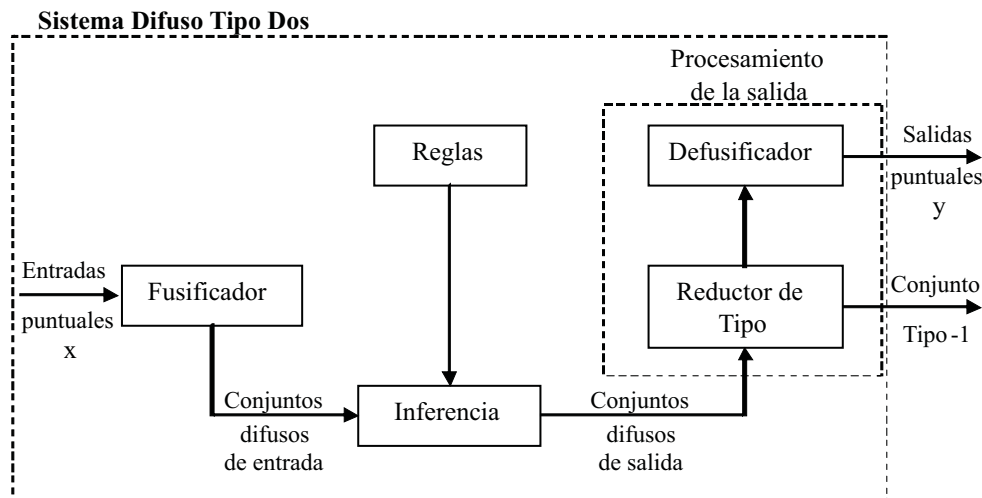 Sistema Difuso Tipo Dos
Procesamiento
de la salida
Reglas
Defusificador
Salidas
puntuales
y
Entradas
puntuales
x
Fusificador
Reductor de
Tipo
Conjunto
Tipo -1
Conjuntos
difusos
de entrada
Inferencia
Conjuntos
difusos
de salida